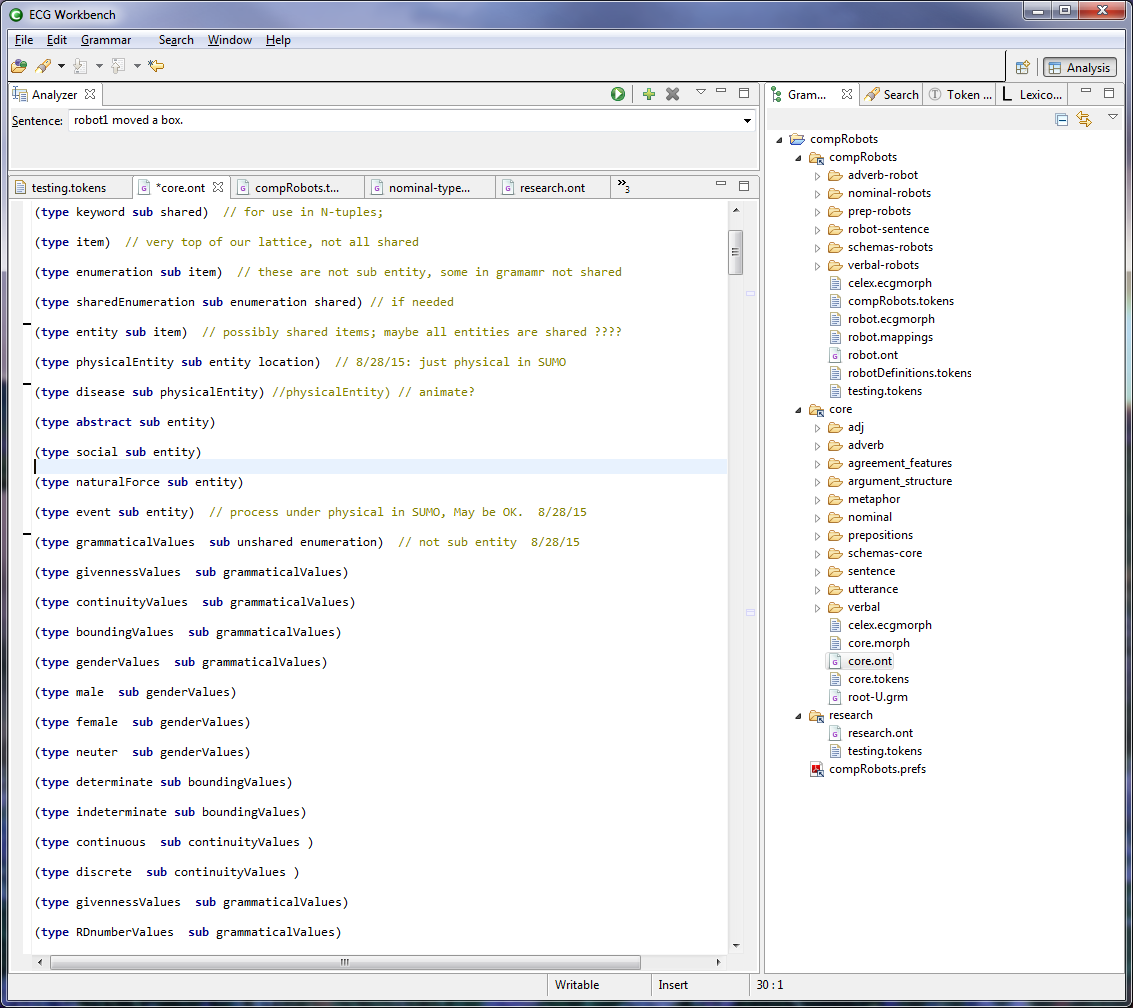 ECG Workbench
File Edit Grammar Search Window Help
Analysis
Analyzer
Sentence: robot1 moved a box.
testing.tokens *core.ont compRobots.t... nominal-type... research.ont »3
(type keyword sub shared)  // for use in N-tuples;
(type item)  // very top of our lattice, not all shared
(type enumeration sub item)  // these are not sub entity, some in gramamr not shared
(type sharedEnumeration sub enumeration shared) // if needed
(type entity sub item)  // possibly shared items; maybe all entities are shared ????
(type physicalEntity sub entity location)  // 8/28/15: just physical in SUMO
(type disease sub physicalEntity) //physicalEntity) // animate?
(type abstract sub entity)
(type social sub entity)
(type naturalForce sub entity)
(type event sub entity)  // process under physical in SUMO, May be OK.  8/28/15
(type grammaticalValues  sub unshared enumeration)  // not sub entity  8/28/15
(type givennessValues  sub grammaticalValues)
(type continuityValues  sub grammaticalValues)
(type boundingValues  sub grammaticalValues)
(type genderValues  sub grammaticalValues)
(type male  sub genderValues)
(type female  sub genderValues)
(type neuter  sub genderValues)
(type determinate sub boundingValues)
(type indeterminate sub boundingValues)
(type continuous  sub continuityValues )
(type discrete  sub continuityValues )
(type givennessValues  sub grammaticalValues)
(type RDnumberValues  sub grammaticalValues)
Gram... Search Token ... Lexico...
compRobots
compRobots
adverb-robot
nominal-robots
prep-robots
robot-sentence
schemas-robots
verbal-robots
celex.ecgmorph
compRobots.tokens
robot.ecgmorph
robot.mappings
robot.ont
robotDefinitions.tokens
testing.tokens
core
adj
adverb
agreement_features
argument_structure
metaphor
nominal
prepositions
schemas-core
sentence
utterance
verbal
celex.ecgmorph
core.morph
core.ont
core.tokens
root-U.grm
research
research.ont
testing.tokens
compRobots.prefs
Writable Insert 30 : 1